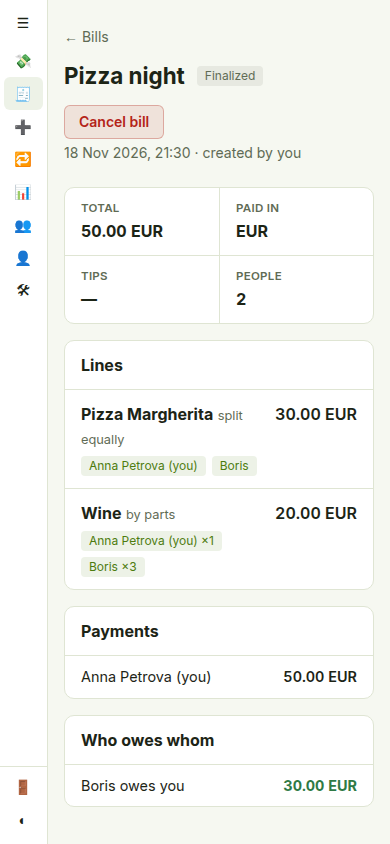 ← Bills
Pizza night Finalized
Cancel bill
18 Nov 2026, 21:30 · created by you
TOTAL
50.00 EUR
PAID IN
EUR
TIPS
—
PEOPLE
2
Lines
Pizza Margherita split equally 30.00 EUR
Anna Petrova (you) Boris
Wine by parts 20.00 EUR
Anna Petrova (you) ×1
Boris ×3
Payments
Anna Petrova (you) 50.00 EUR
Who owes whom
Boris owes you 30.00 EUR